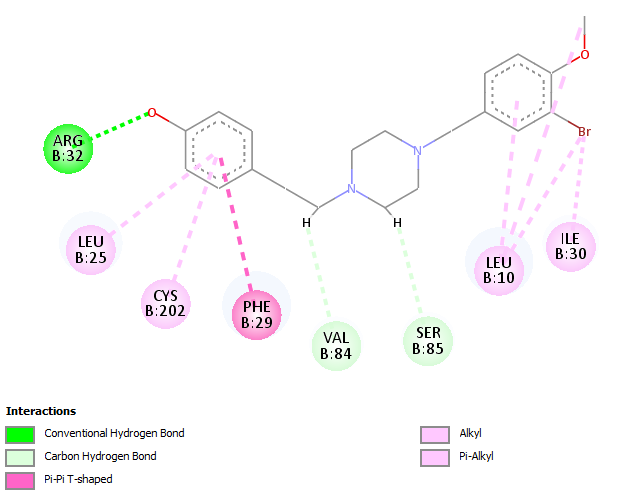 O
Br
O
ARG
B:32
N
N
H
H
LEU
B:25
CYS
B:202
PHE
B:29
VAL
B:84
SER
B:85
LEU
B:10
ILE
B:30
Interactions
Conventional Hydrogen Bond
Carbon Hydrogen Bond
Pi-Pi T-shaped
Alkyl
Pi-Alkyl